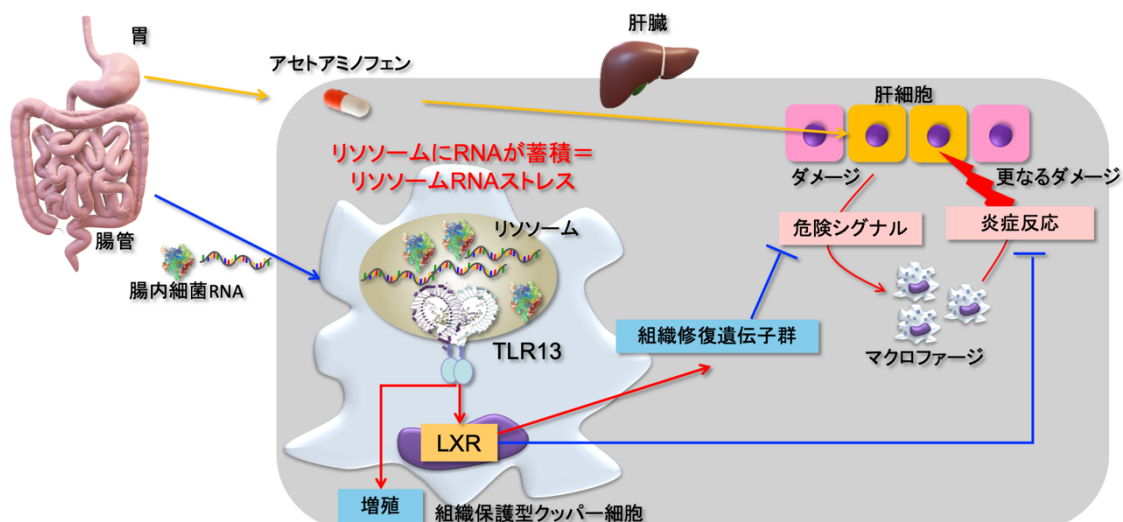 胃
肝臓
アセトアミノフェン
肝細胞
リソソームにRNAが蓄積＝
リソソームRNAストレス
ダメージ
更なるダメージ
リソソーム
危険シグナル
炎症反応
腸管
腸内細菌RNA
組織修復遺伝子群
TLR13
マクロファージ
LXR
増殖
組織保護型クッパー細胞